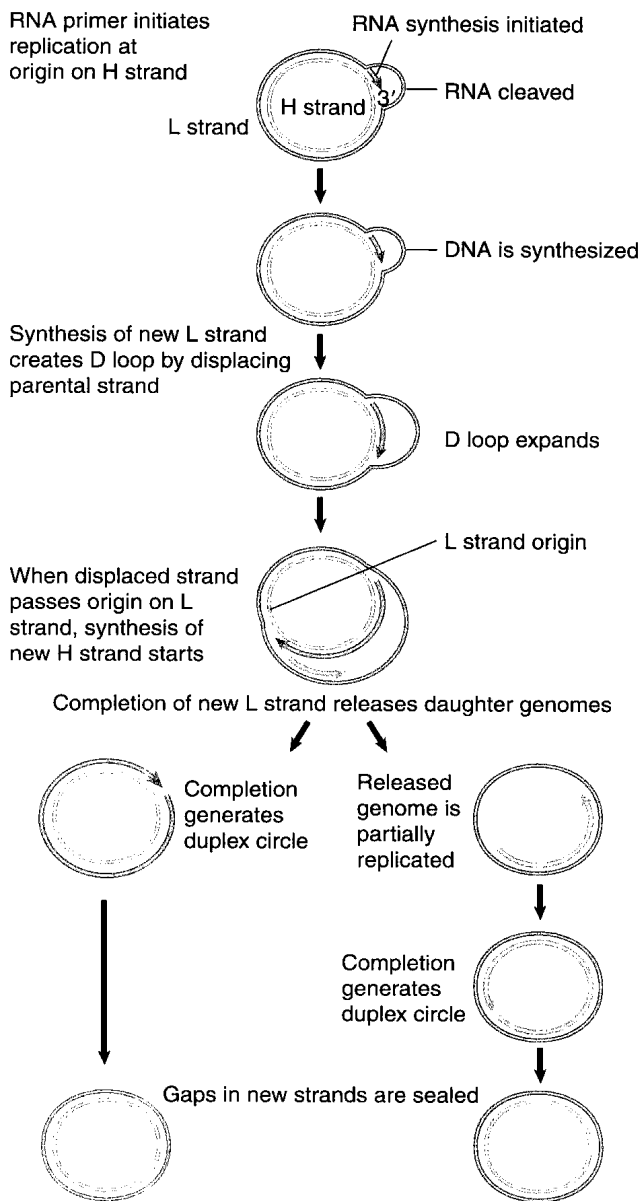 RNA primer initiates
replication at
origin on H strand
RNA synthesis initiated
3′
H strand
RNA cleaved
L strand
DNA is synthesized
Synthesis of new L strand
creates D loop by displacing
parental strand
D loop expands
L strand origin
When displaced strand
passes origin on L
strand, synthesis of
new H strand starts
Completion of new L strand releases daughter genomes
Completion
generates
duplex circle
Released
genome is
partially
replicated
Completion
generates
duplex circle
Gaps in new strands are sealed